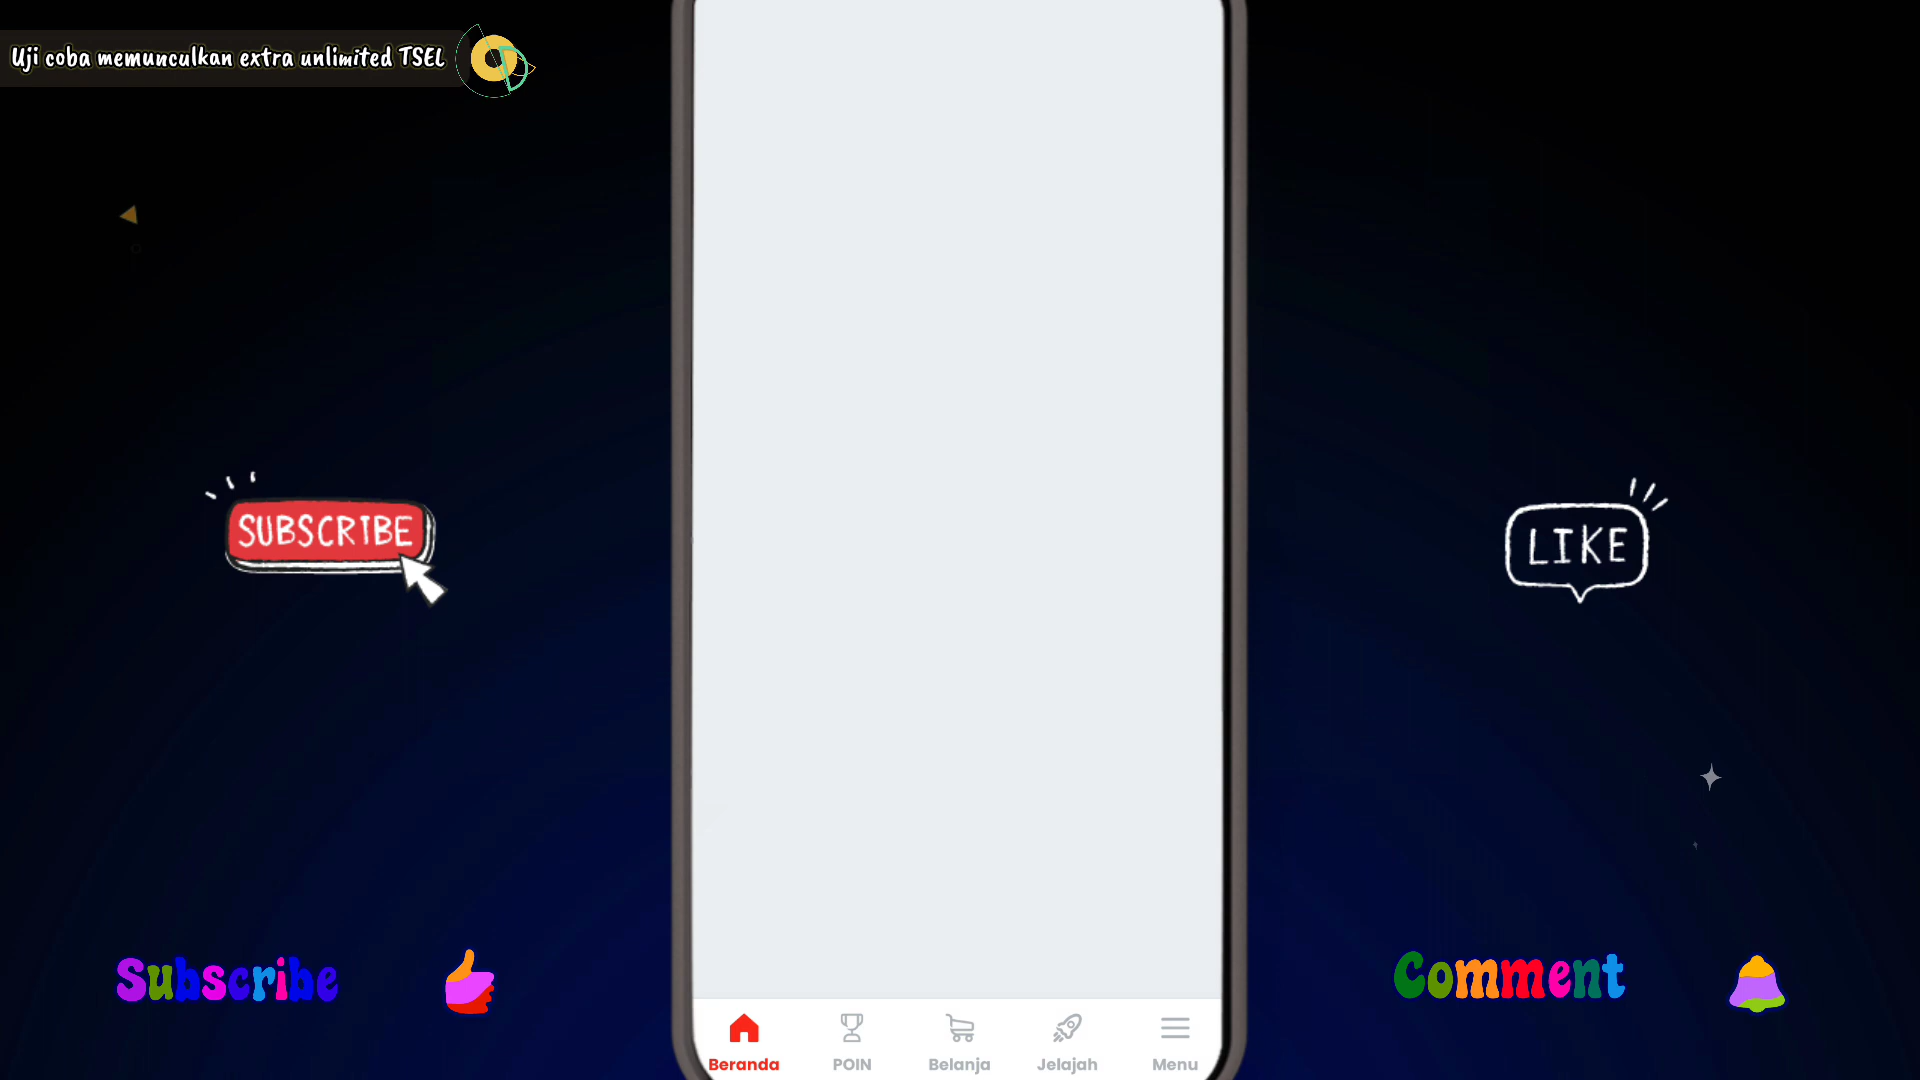 Uji coba memunculkan extra unlimited TSEL
SUBSCRIBE
LIKE
Subscribe
Comment
Beranda
POIN
Belanja
Jelajah
Menu